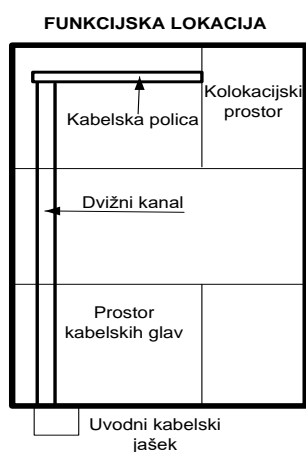 FUNKCIJSKA LOKACIJA
Kolokacijski
prostor
Kabelska polica
Dvižni kanal
Prostor
kabelskih glav
Uvodni kabelski
jašek